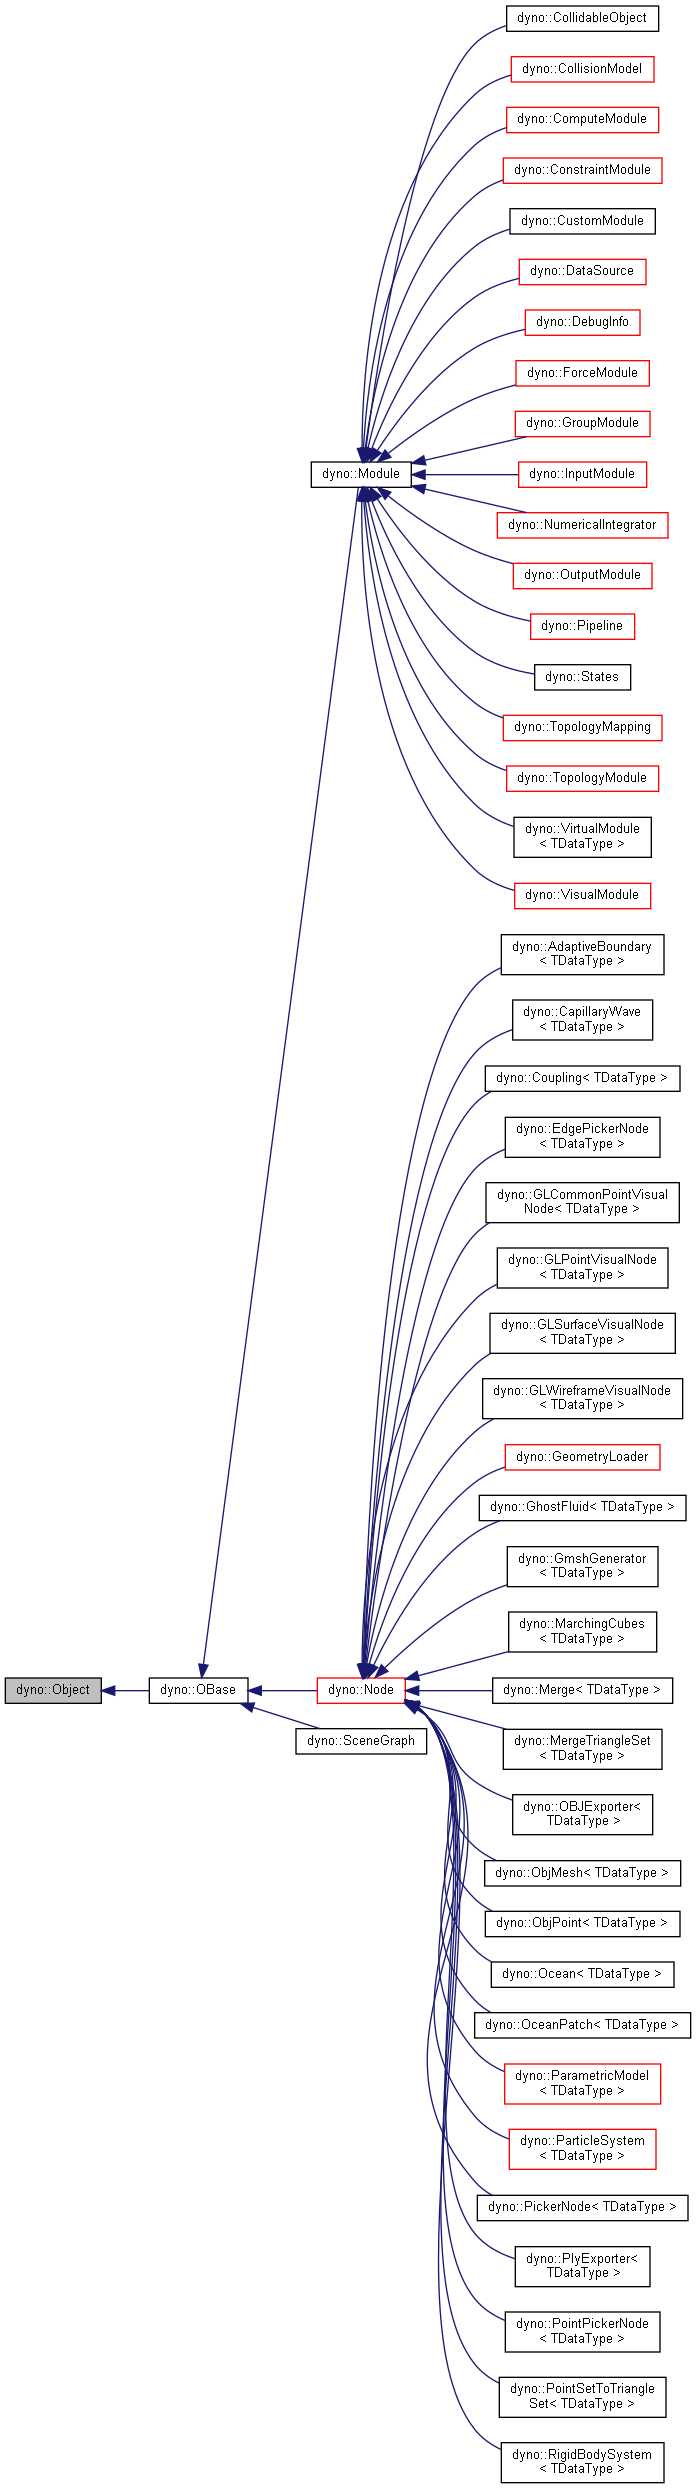 dyno::CollidableObject
dyno::CollisionModel
dyno::ComputeModule
dyno::ConstraintModule
dyno::CustomModule
dyno::DataSource
dyno::DebugInfo
dyno::ForceModule
dyno::GroupModule
dyno::Module
dyno::InputModule
dyno::NumericalIntegrator
dyno::OutputModule
dyno::Pipeline
dyno::States
dyno::TopologyMapping
dyno::TopologyModule
dyno::VirtualModule
< TDataType >
dyno::VisualModule
dyno::AdaptiveBoundary
< TDataType >
dyno::CapillaryWave
< TDataType >
dyno::Coupling< TDataType >
dyno::EdgePickerNode
< TDataType >
dyno::GLCommonPointVisual
Node< TDataType >
dyno::GLPointVisualNode
< TDataType >
dyno::GLSurfaceVisualNode
< TDataType >
dyno::GLWireframeVisualNode
< TDataType >
dyno::GeometryLoader
dyno::GhostFluid< TDataType >
dyno::GmshGenerator
< TDataType >
dyno::MarchingCubes
< TDataType >
dyno::Object
dyno::OBase
dyno::Node
dyno::Merge< TDataType >
dyno::SceneGraph
dyno::MergeTriangleSet
< TDataType >
dyno::OBJExporter<
TDataType >
dyno::ObjMesh< TDataType >
dyno::ObjPoint< TDataType >
dyno::Ocean< TDataType >
dyno::OceanPatch< TDataType >
dyno::ParametricModel
< TDataType >
dyno::ParticleSystem
< TDataType >
dyno::PickerNode< TDataType >
dyno::PlyExporter<
TDataType >
dyno::PointPickerNode
< TDataType >
dyno::PointSetToTriangle
Set< TDataType >
dyno::RigidBodySystem
< TDataType >